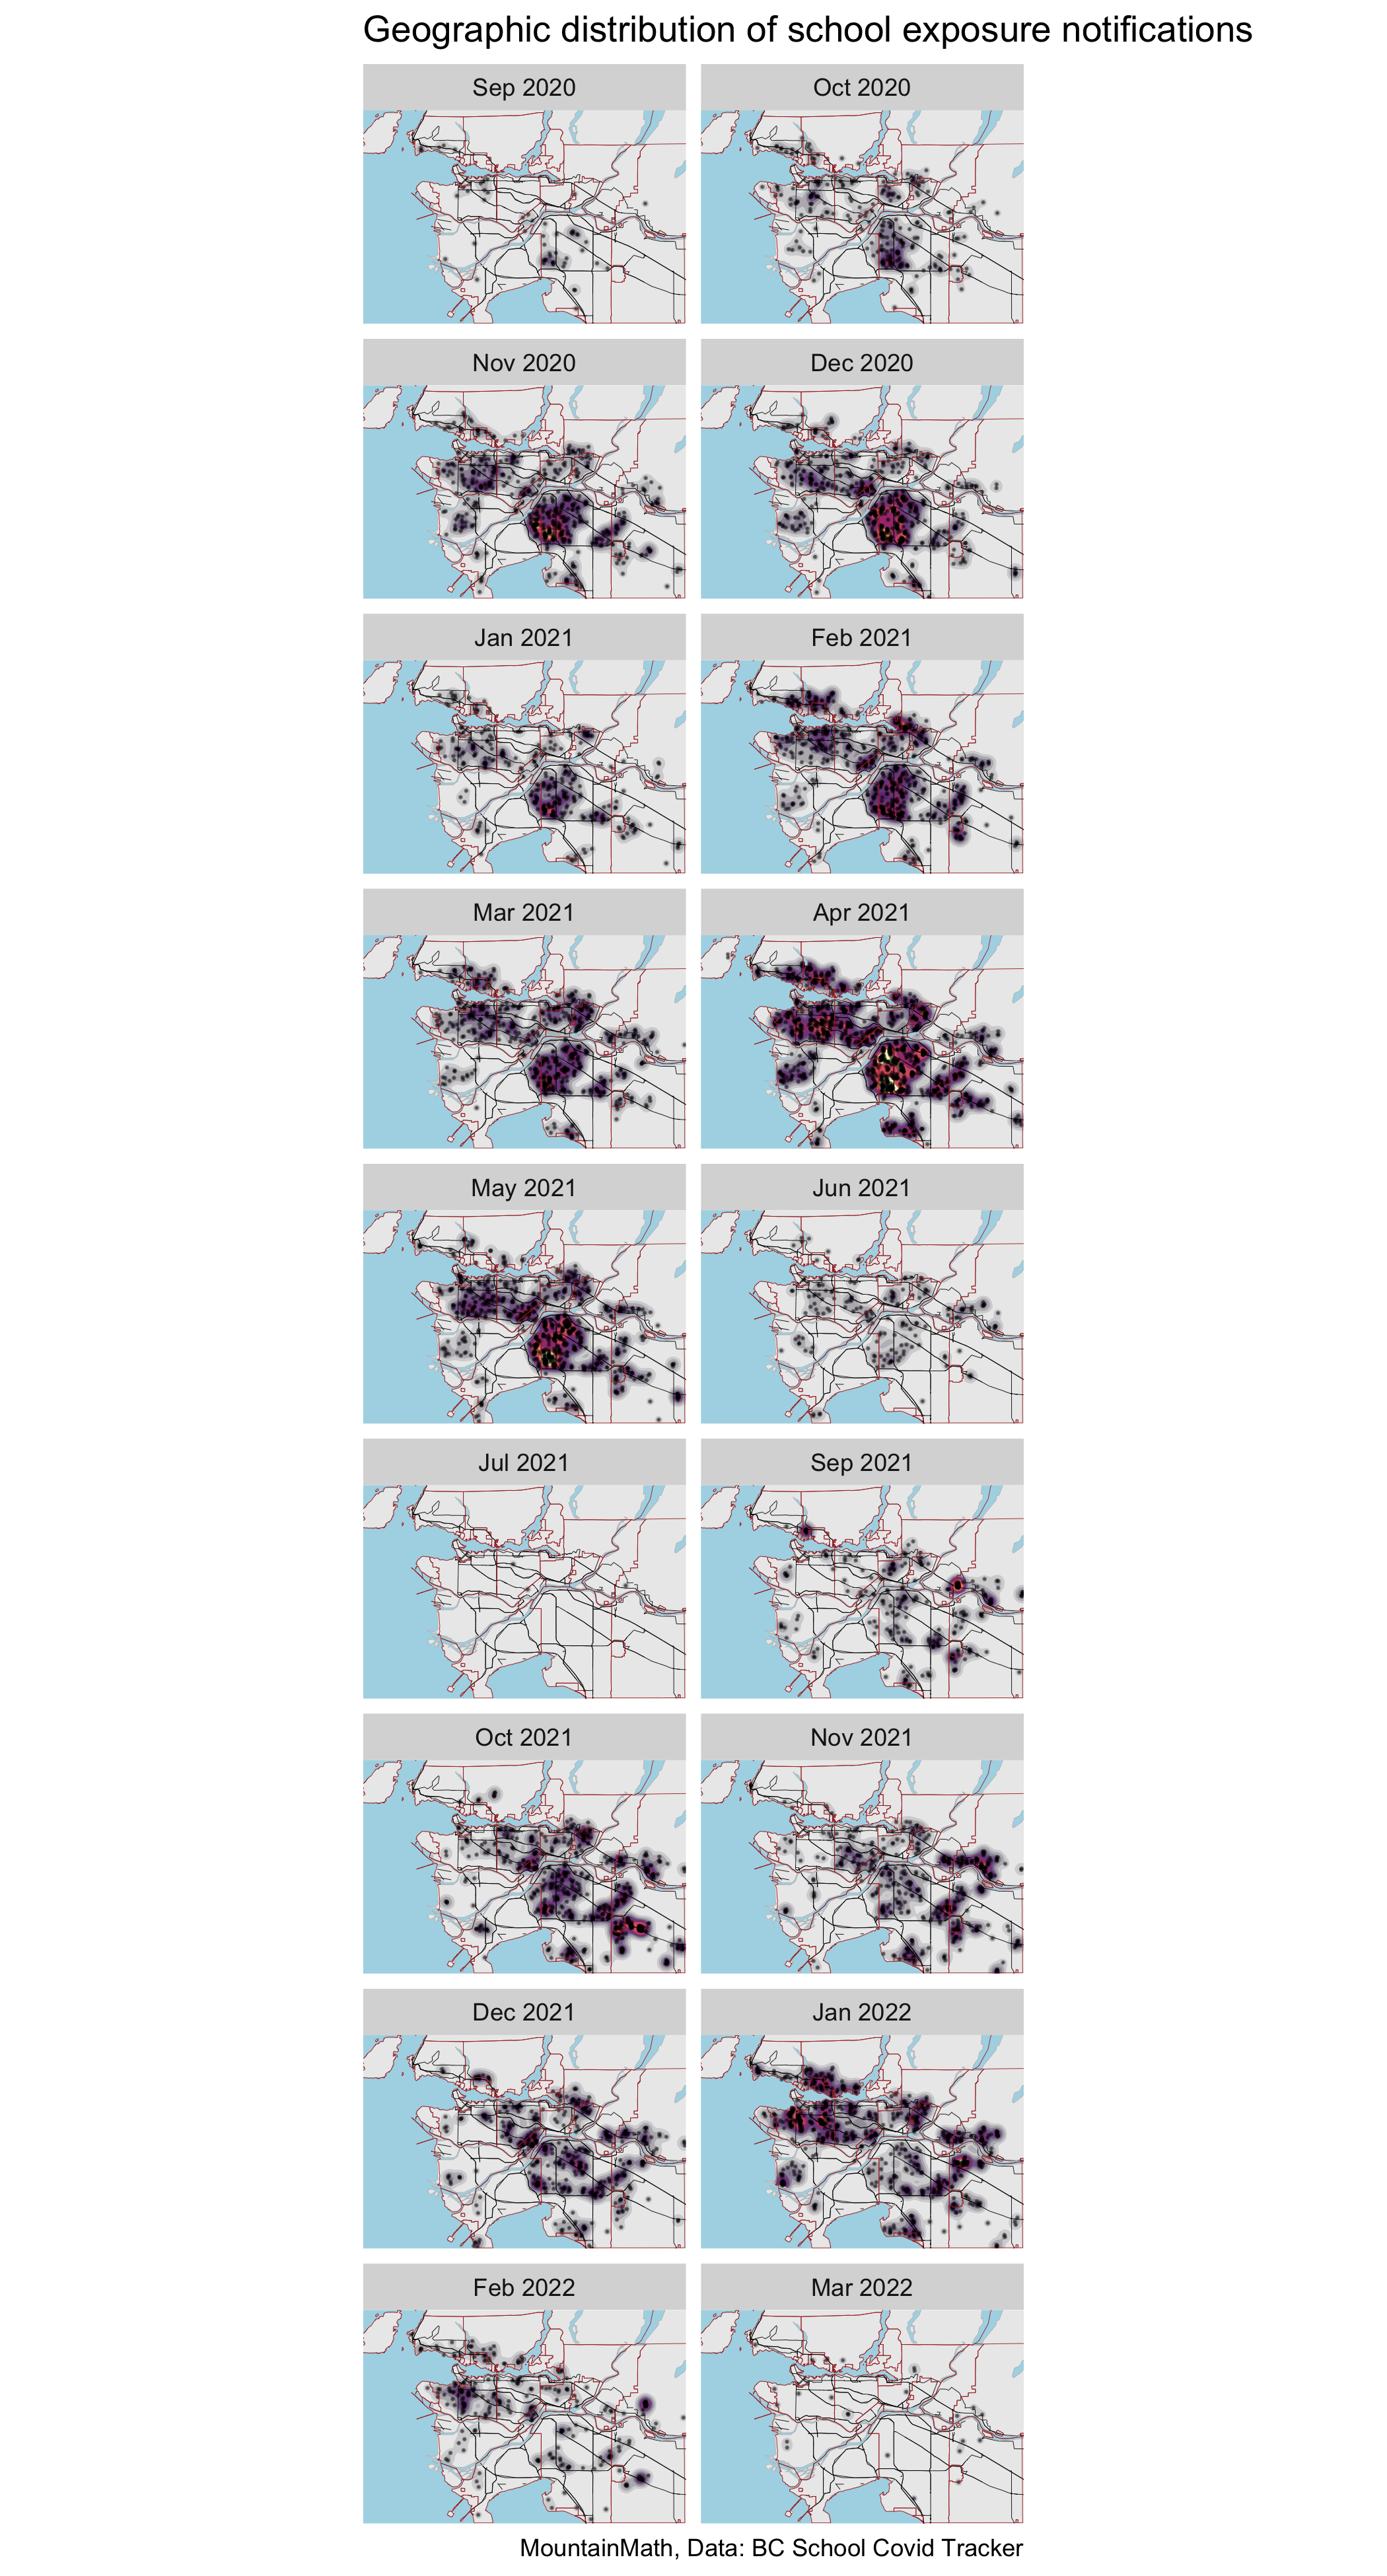 Geographic distribution of school exposure notifications
Sep 2020
Oct 2020
Nov 2020
Dec 2020
Jan 2021
Feb 2021
Mar 2021
Apr 2021
May 2021
Jun 2021
Jul 2021
Sep 2021
Oct 2021
Nov 2021
Dec 2021
Jan 2022
Feb 2022
Mar 2022
MountainMath, Data: BC School Covid Tracker